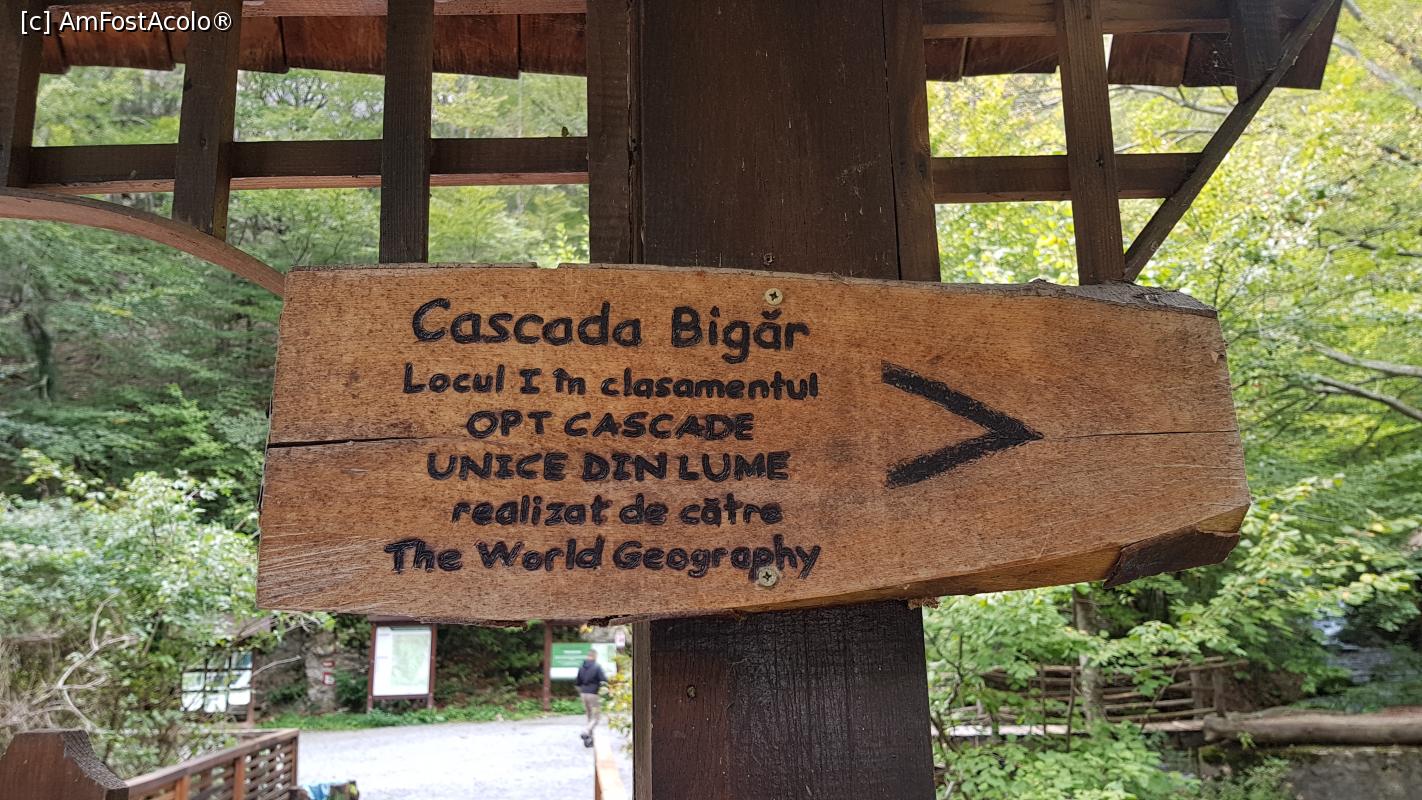 [c] AmFostAcolo®
Cascada Bigăr
Locul I în clasamentul
OPT CASCADE
UNICE DIN LUME
realizat de către
The World Geography